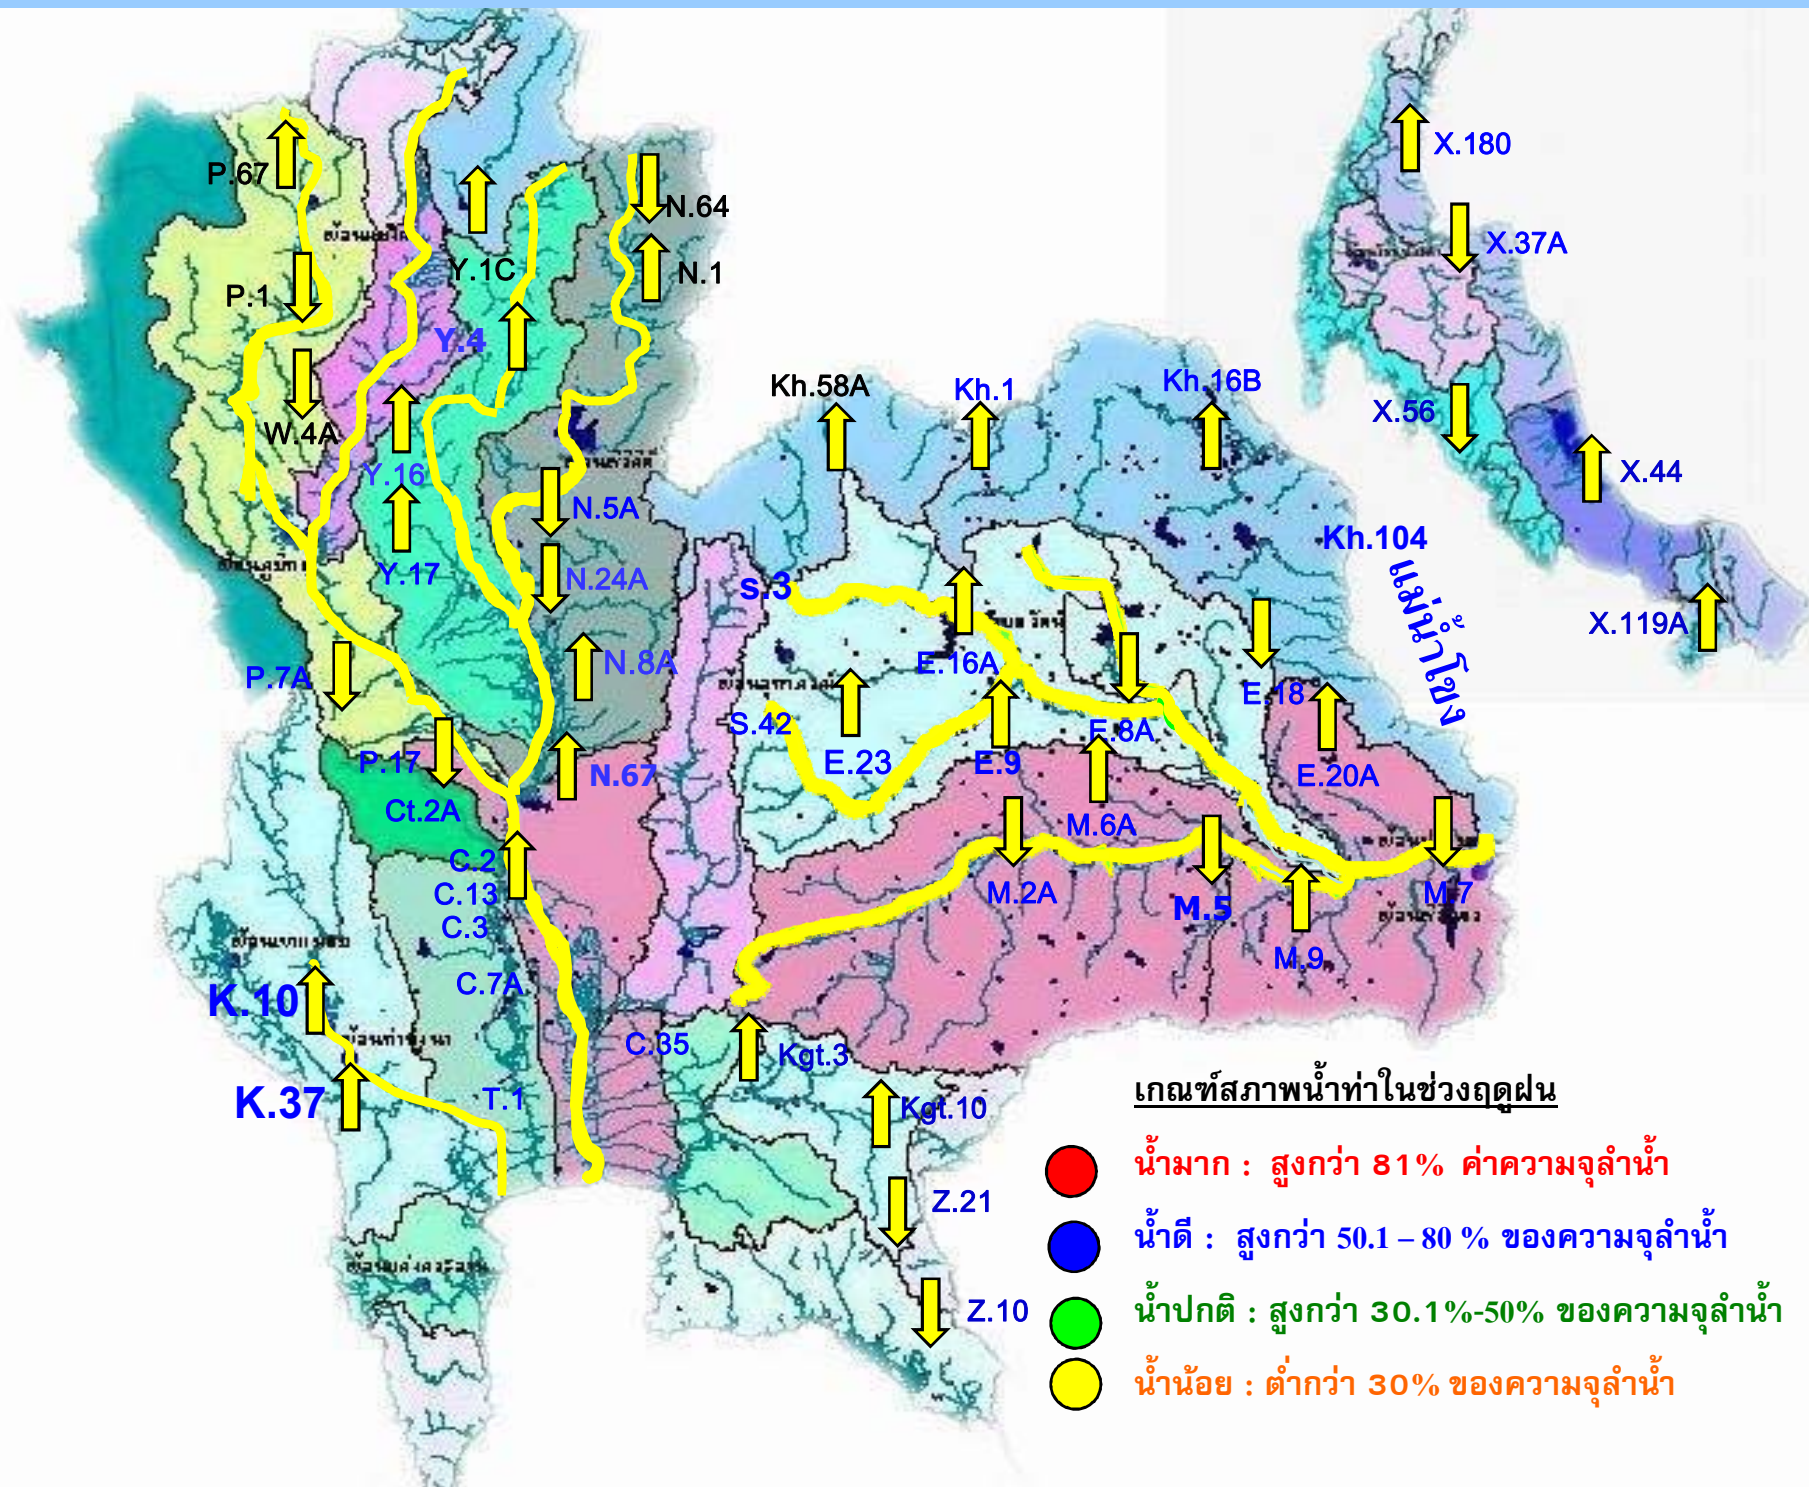 P.67
N.64
N.1
Y.1C
P.1
Y.4
W.4A
Y.16
Y.17
N.5A
N.24A
N.8A
N.67
P.7A
P.17
Ct.2A
C.2
C.13
C.3
C.7A
C.35
T.1
K.10
K.37
Kh.58A
Kh.1
Kh.16B
Kh.104
แม่น้ำโขง
s.3
S.42
E.16A
E.23
E.9
E.8A
E.18
E.20A
M.6A
M.2A
M.5
M.9
M.7
Kgt.3
Kgt.10
Z.21
Z.10
X.180
X.37A
X.56
X.44
X.119A
เกณฑ์สภาพน้ำท่าในช่วงฤดูฝน
น้ำมาก : สูงกว่า 81% ค่าความจุลำน้ำ
น้ำดี : สูงกว่า 50.1 – 80 % ของความจุลำน้ำ
น้ำปกติ : สูงกว่า 30.1%-50% ของความจุลำน้ำ
น้ำน้อย : ต่ำกว่า 30% ของความจุลำน้ำ